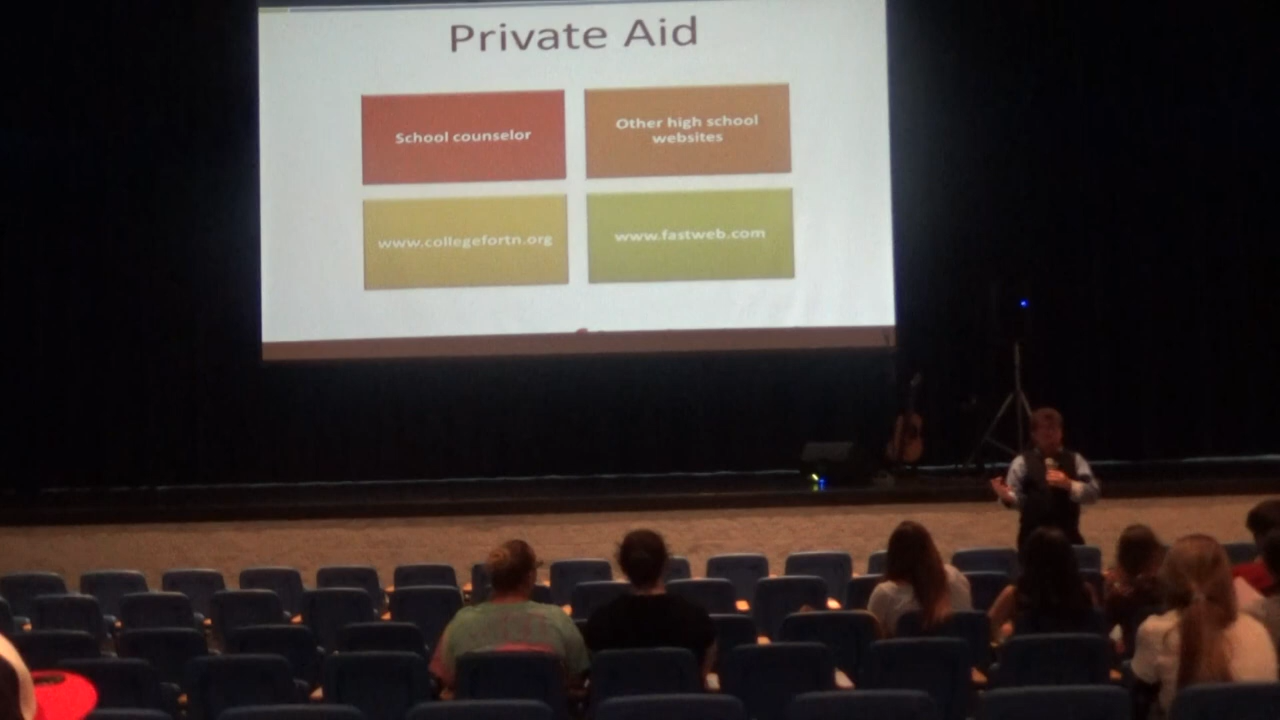 Private Aid
School counselor
Other high school
websites
www.collegefortn.org
www.fastweb.com